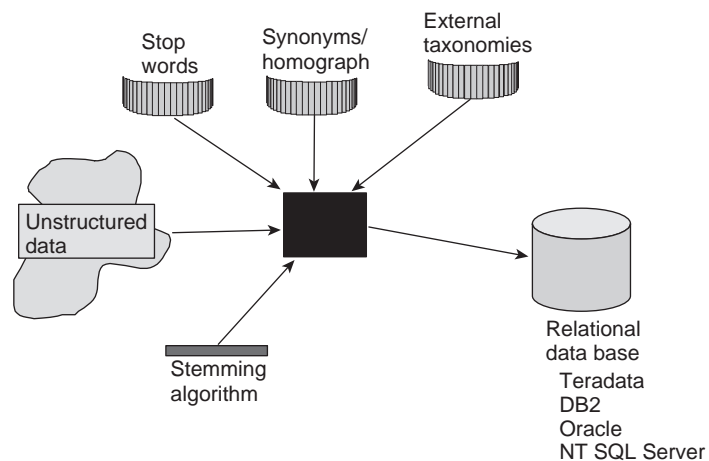 Stop
words
Synonyms/
homograph
External
taxonomies
Unstructured
data
Stemming
algorithm
Relational
data base
Teradata
DB2
Oracle
NT SQL Server